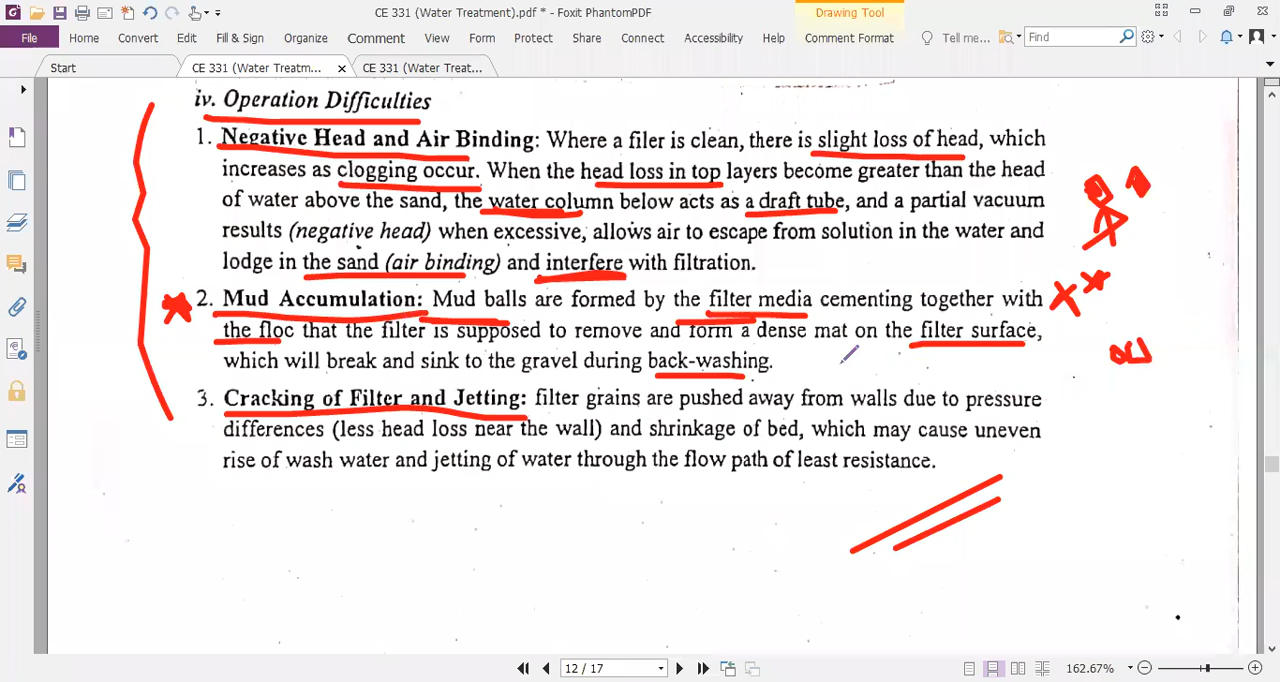 CE 331 (Water Treatment).pdf * - Foxit PhantomPDF
Drawing Tool
File Home Convert Edit Fill & Sign Organize Comment View Form Protect Share Connect Accessibility Help Comment Format Tell me... Find
Start CE 331 (Water Treatm... CE 331 (Water Treat...
iv. Operation Difficulties
1. Negative Head and Air Binding: Where a filer is clean, there is slight loss of head, which
increases as clogging occur. When the head loss in top layers become greater than the head
of water above the sand, the water column below acts as a draft tube, and a partial vacuum
results (negative head) when excessive, allows air to escape from solution in the water and
lodge in the sand (air binding) and interfere with filtration.
2. Mud Accumulation: Mud balls are formed by the filter media cementing together with
the floc that the filter is supposed to remove and form a dense mat on the filter surface,
which will break and sink to the gravel during back-washing.
3. Cracking of Filter and Jetting: filter grains are pushed away from walls due to pressure
differences (less head loss near the wall) and shrinkage of bed, which may cause uneven
rise of wash water and jetting of water through the flow path of least resistance.
12 / 17
162.67%